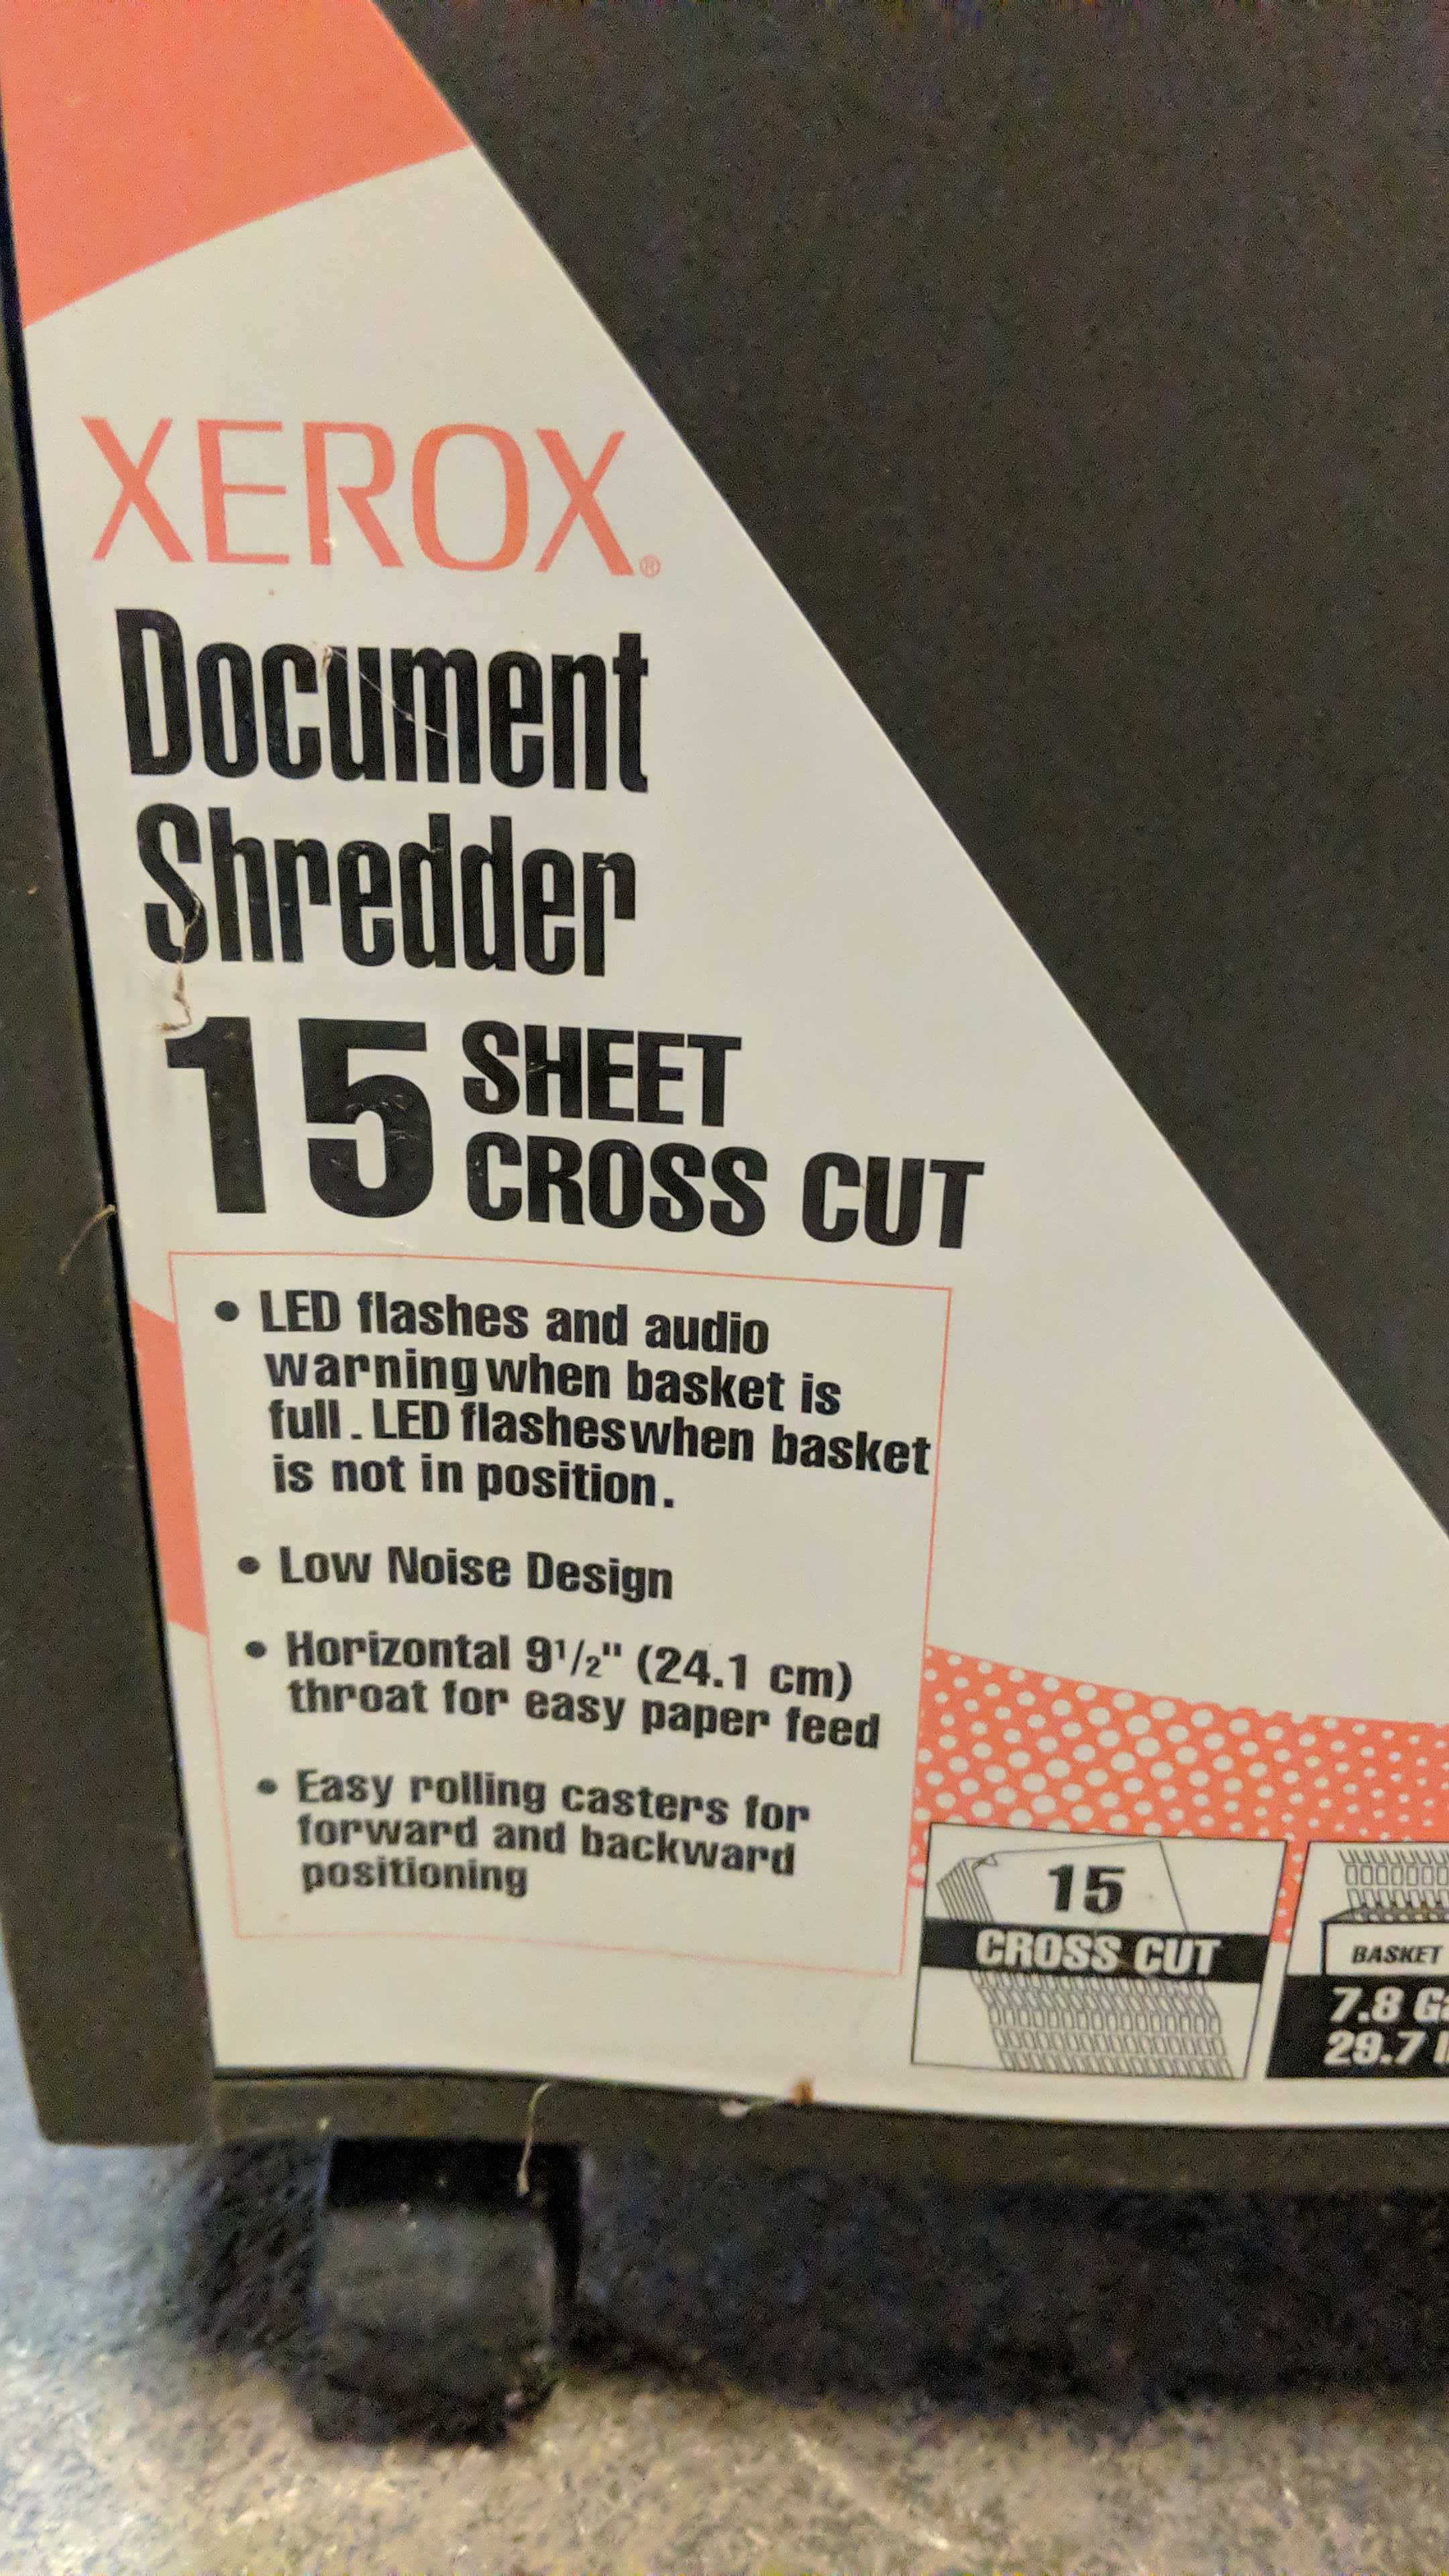 XEROX®
Document
Shredder
15 SHEET
CROSS CUT
• LED flashes and audio
warning when basket is
full. LED flashes when basket
is not in position.
• Low Noise Design
• Horizontal 9½" (24.1 cm)
throat for easy paper feed
• Easy rolling casters for
forward and backward
positioning
15
CROSS CUT
BASKET
7.8
29.7